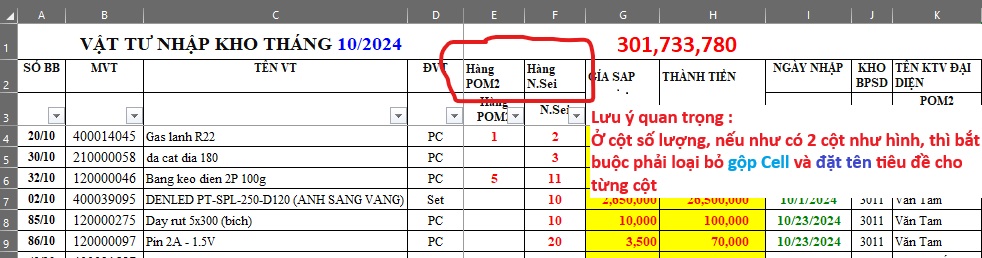 A B C D E F G H I J K
1 VẬT TƯ NHẬP KHO THÁNG 10/2024 301,733,780
SỐ BB MVT TÊN VT ĐVT Hàng POM2 Hàng N.Sei GIÁ SAP THÀNH TIỀN NGÀY NHẬP KHO BPSD TÊN KTV ĐẠI DIỆN
2
3 Hàng POM2 N.Sei POM2
Lưu ý quan trọng :
Ở cột số lượng, nếu như có 2 cột như hình, thì bắt
buộc phải loại bỏ gộp Cell và đặt tên tiêu đề cho
từng cột
4 20/10 400014045 Gas lanh R22 PC 1 2
5 30/10 210000058 da cat dia 180 PC 3
6 32/10 120000046 Bang keo dien 2P 100g PC 5 11
7 02/10 400039095 DENLED PT-SPL-250-D120 (ANH SANG VANG) Set 10 2,650,000 26,500,000 10/1/2024 3011 Văn Tam
8 85/10 120000275 Day rut 5x300 (bich) PC 10 10,000 100,000 10/23/2024 3011 Văn Tam
9 86/10 120000097 Pin 2A - 1.5V PC 20 3,500 70,000 10/23/2024 3011 Văn Tam